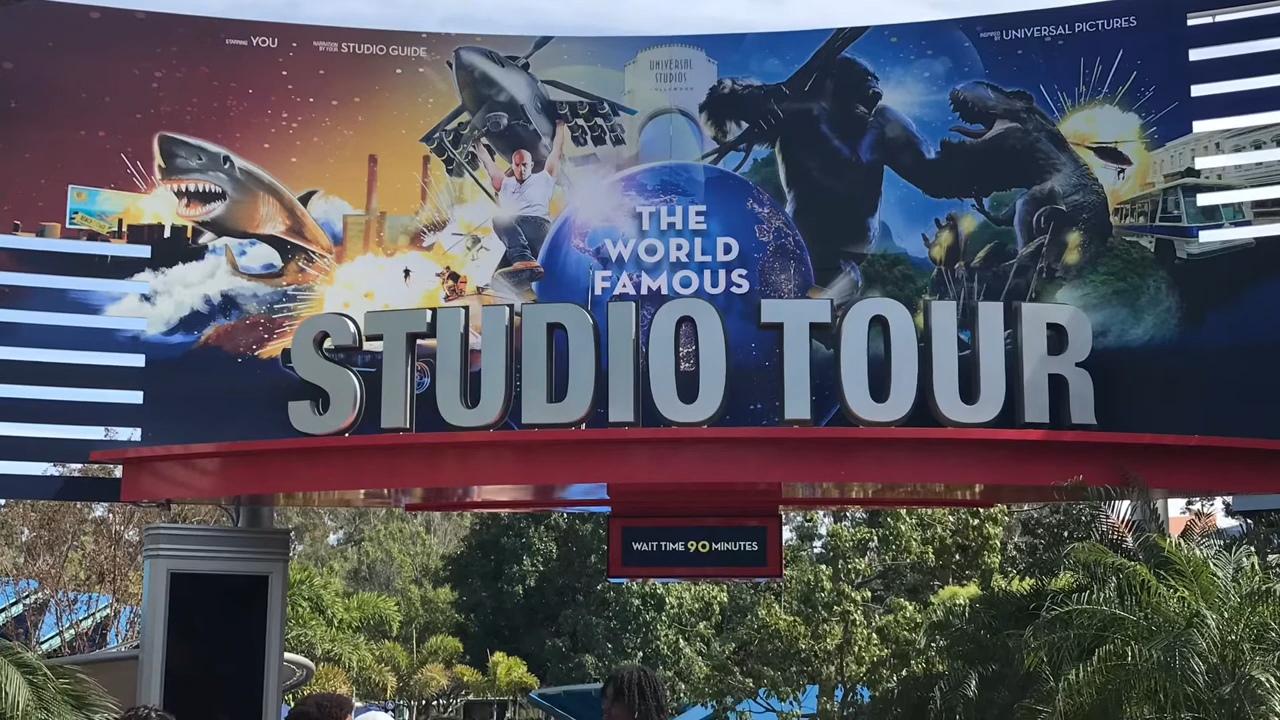 STARRING YOU
NARRATION BY YOUR STUDIO GUIDE
INSPIRED BY UNIVERSAL PICTURES
UNIVERSAL
STUDIOS
HOLLYWOOD
THE
WORLD
FAMOUS
STUDIO TOUR
WAIT TIME 90 MINUTES